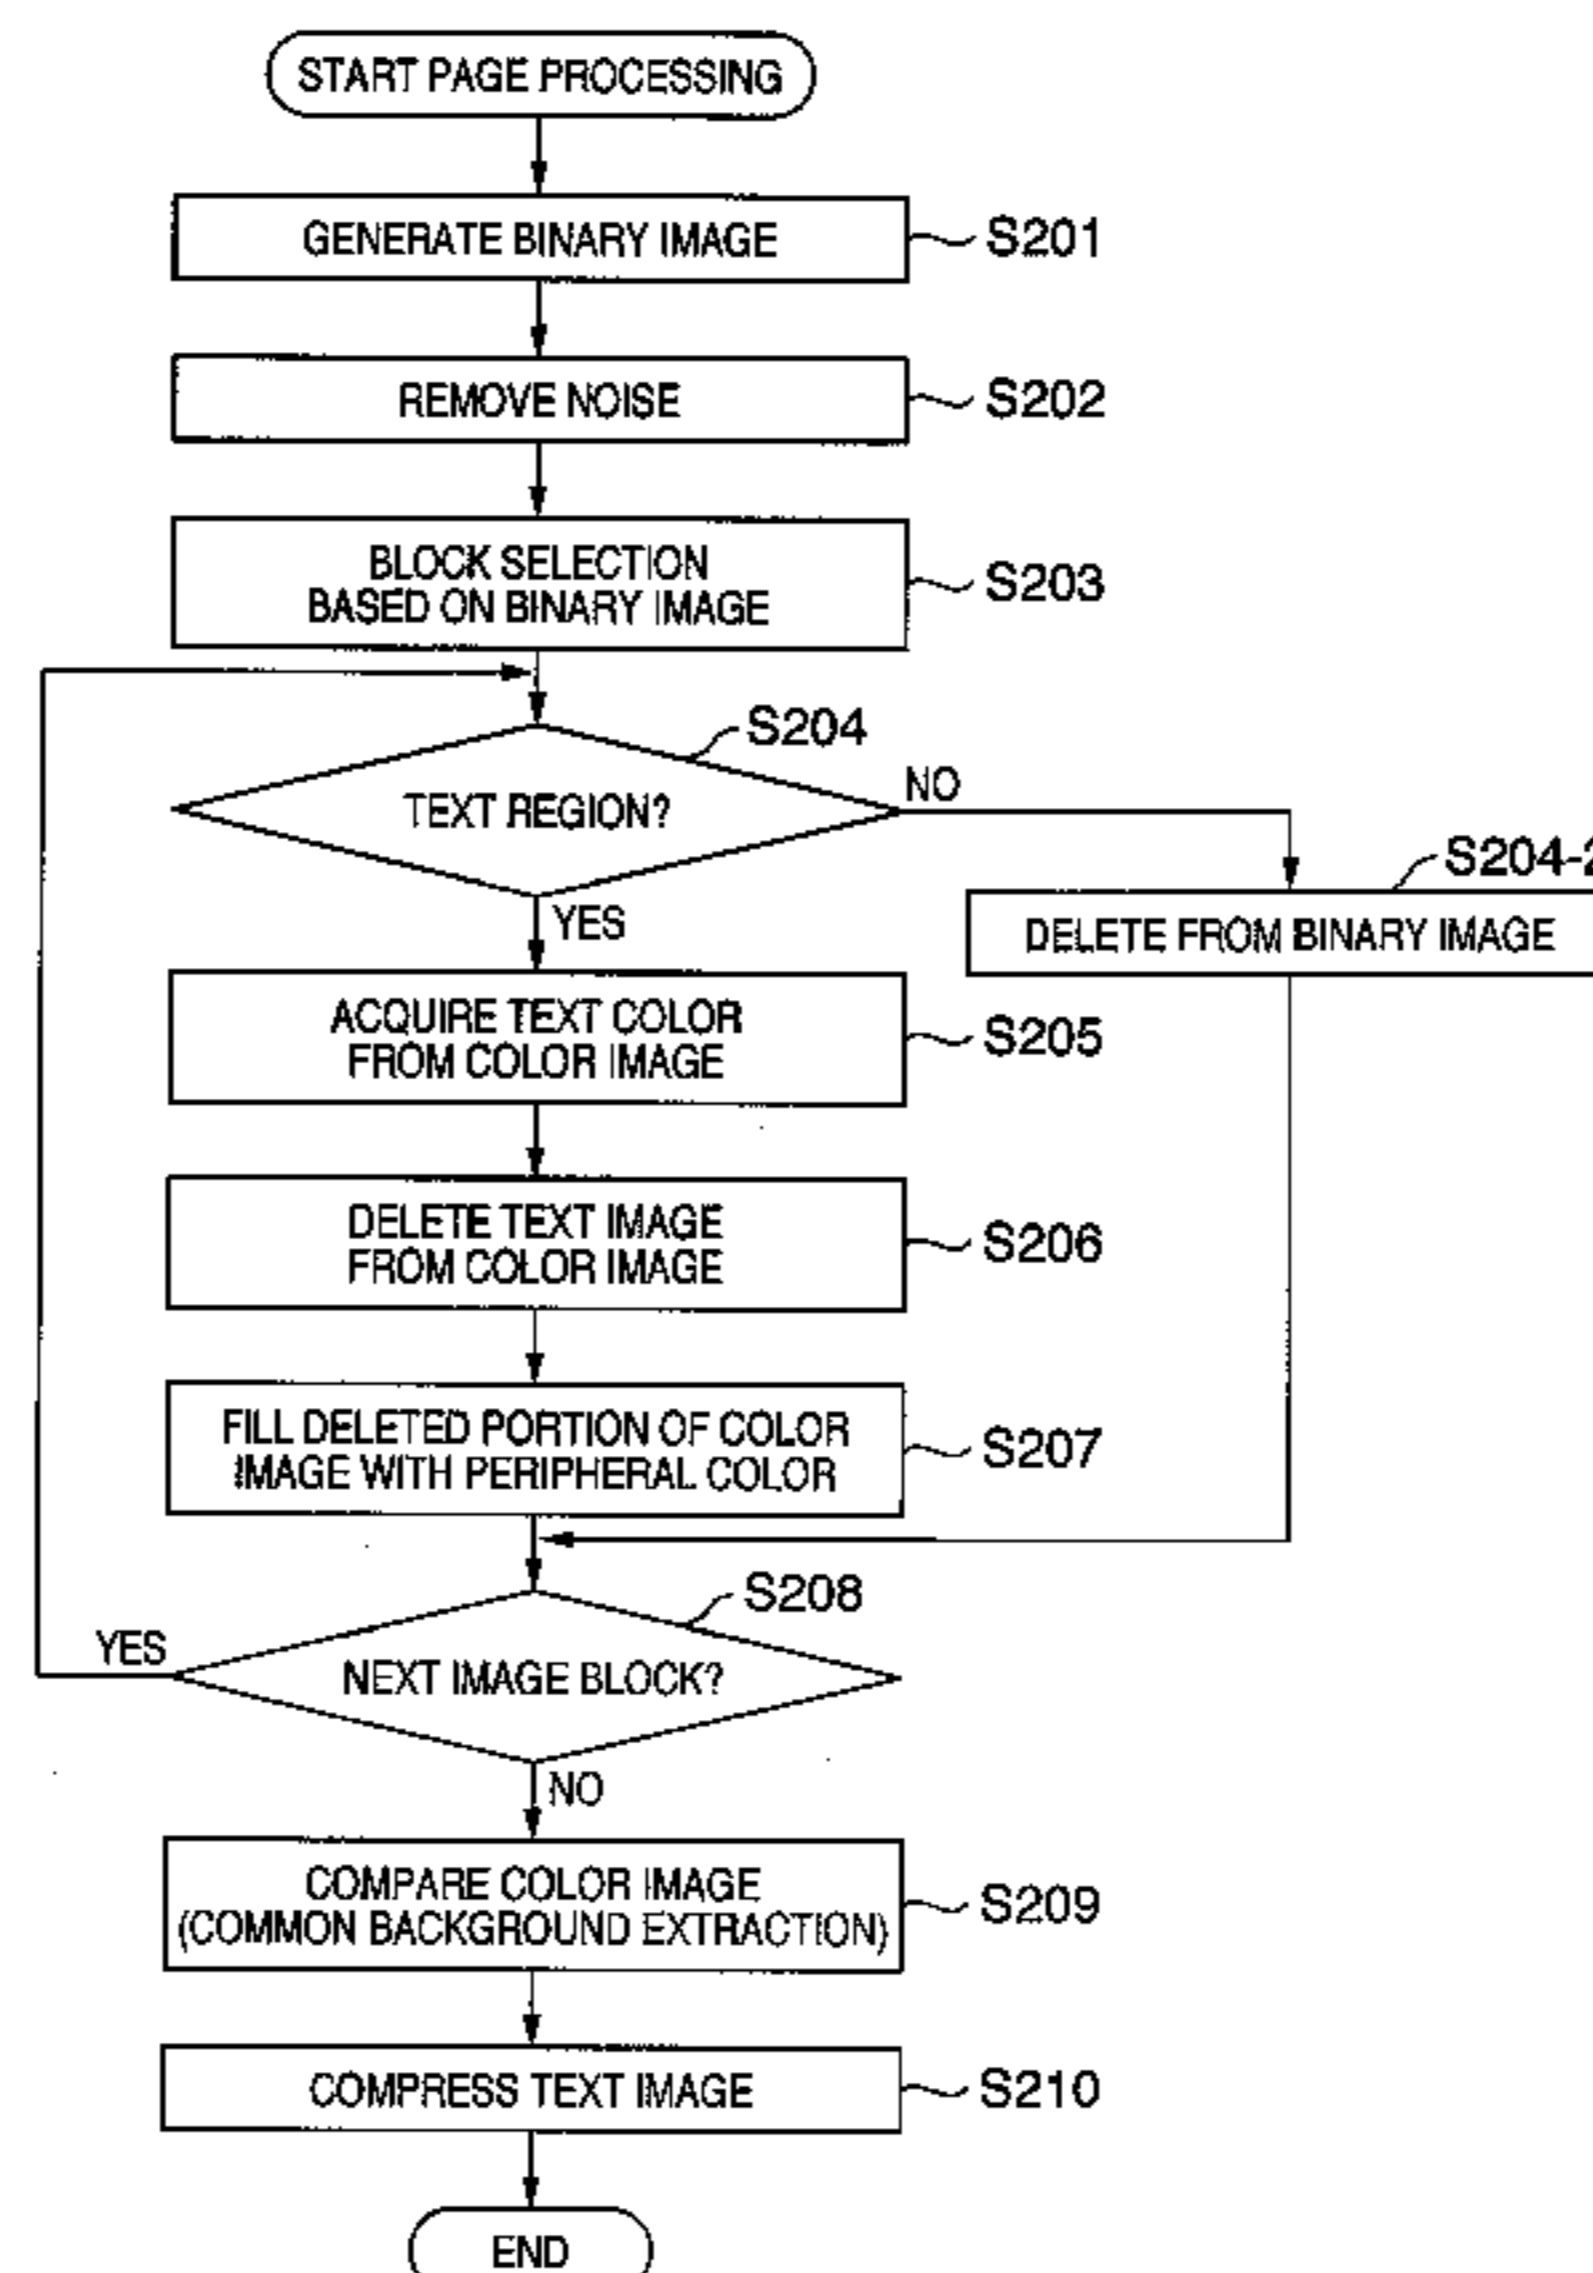 START PAGE PROCESSING
GENERATE BINARY IMAGE
S201
REMOVE NOISE
S202
BLOCK SELECTION
BASED ON BINARY IMAGE
S203
S204
TEXT REGION?
NO
YES
S204-2
DELETE FROM BINARY IMAGE
ACQUIRE TEXT COLOR
FROM COLOR IMAGE
S205
DELETE TEXT IMAGE
FROM COLOR IMAGE
S206
FILL DELETED PORTION OF COLOR
IMAGE WITH PERIPHERAL COLOR
S207
S208
NEXT IMAGE BLOCK?
YES
NO
COMPARE COLOR IMAGE
(COMMON BACKGROUND EXTRACTION)
S209
COMPRESS TEXT IMAGE
S210
END